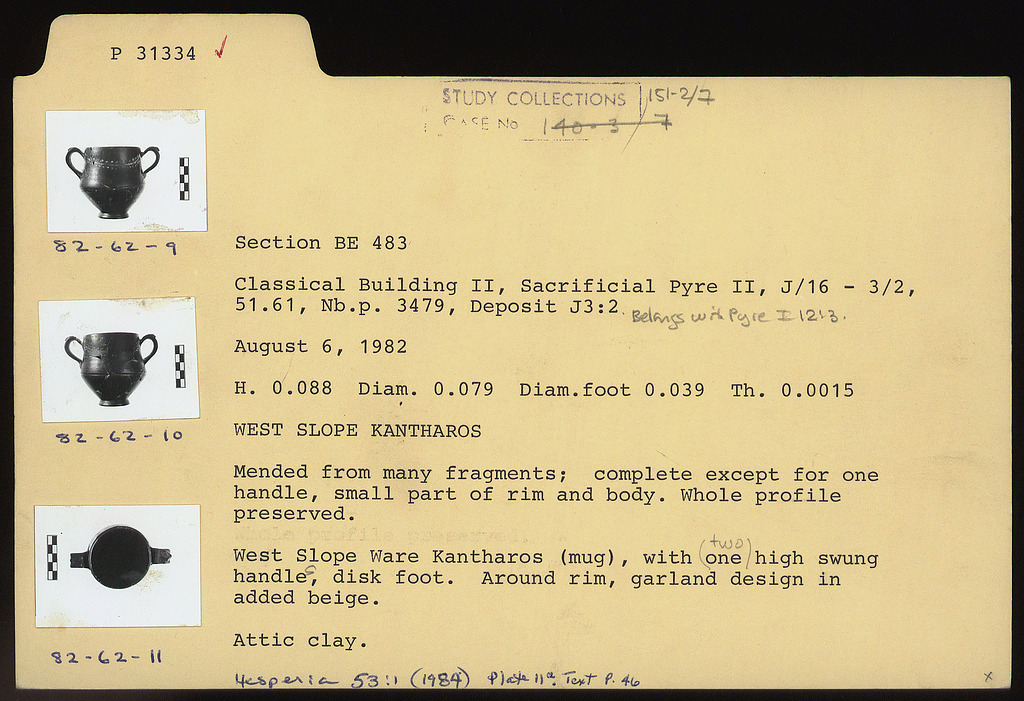 P 31334 ✓
STUDY COLLECTIONS 151-2/7
CASE No 140-3/7
82-62-9
Section BE 483
Classical Building II, Sacrificial Pyre II, J/16 - 3/2,
51.61, Nb.p. 3479, Deposit J3:2.
Belongs with Pyre I
August 6, 1982
H. 0.088 Diam. 0.079 Diam.foot 0.039 Th. 0.0015
82-62-10
WEST SLOPE KANTHAROS
Mended from many fragments; complete except for one
handle, small part of rim and body. Whole profile
preserved.
whole profile preserved.
(two)
West Slope Ware Kantharos (mug), with (one) high swung
handles, disk foot. Around rim, garland design in
added beige.
Attic clay.
82-62-11
Hesperia 53:1 (1984) Plate 11a. Text P. 46
x